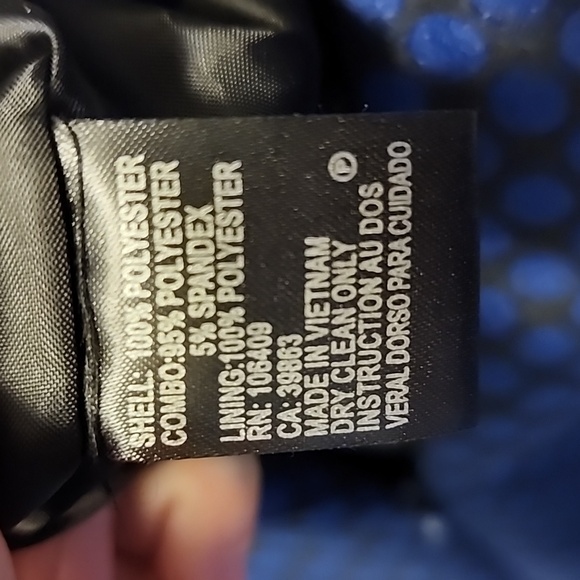 SHELL: 100% POLYESTER
COMBO:95% POLYESTER
5% SPANDEX
LINING:100% POLYESTER
RN: 106409
CA: 39863
MADE IN VIETNAM
DRY CLEAN ONLY
P
INSTRUCTION AU DOS
VERAL DORSO PARA CUIDADO